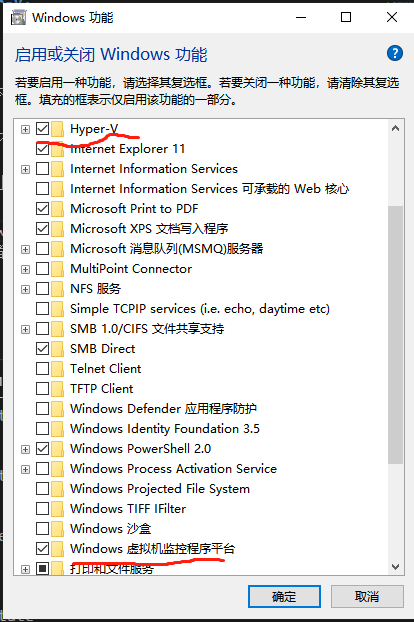 Windows 功能
启用或关闭 Windows 功能
若要启用一种功能，请选择其复选框。若要关闭一种功能，请清除其复选
框。填充的框表示仅启用该功能的一部分。
Hyper-V
Internet Explorer 11
Internet Information Services
Internet Information Services 可承载的 Web 核心
Microsoft Print to PDF
Microsoft XPS 文档写入程序
Microsoft 消息队列(MSMQ)服务器
MultiPoint Connector
NFS 服务
Simple TCPIP services (i.e. echo, daytime etc)
SMB 1.0/CIFS 文件共享支持
SMB Direct
Telnet Client
TFTP Client
Windows Defender 应用程序防护
Windows Identity Foundation 3.5
Windows PowerShell 2.0
Windows Process Activation Service
Windows Projected File System
Windows TIFF IFilter
Windows 沙盒
Windows 虚拟机监控程序平台
打印和文件服务
确定
取消